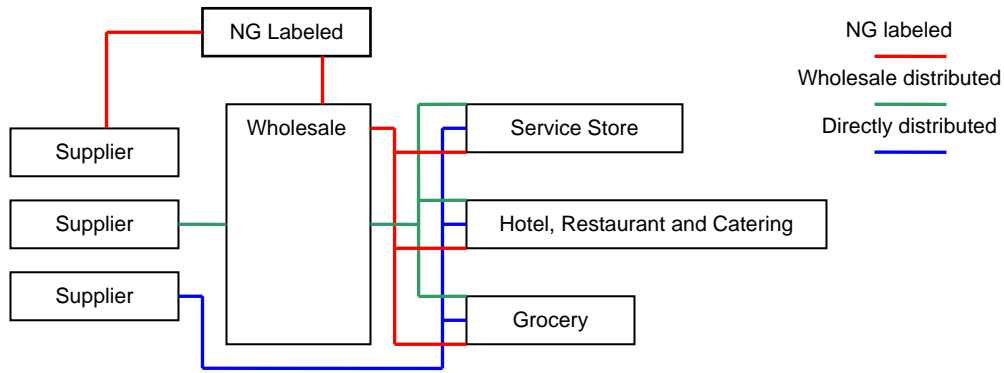 NG Labeled
NG labeled
Wholesale distributed
Wholesale
Service Store
Directly distributed
Supplier
Supplier
Hotel, Restaurant and Catering
Supplier
Grocery